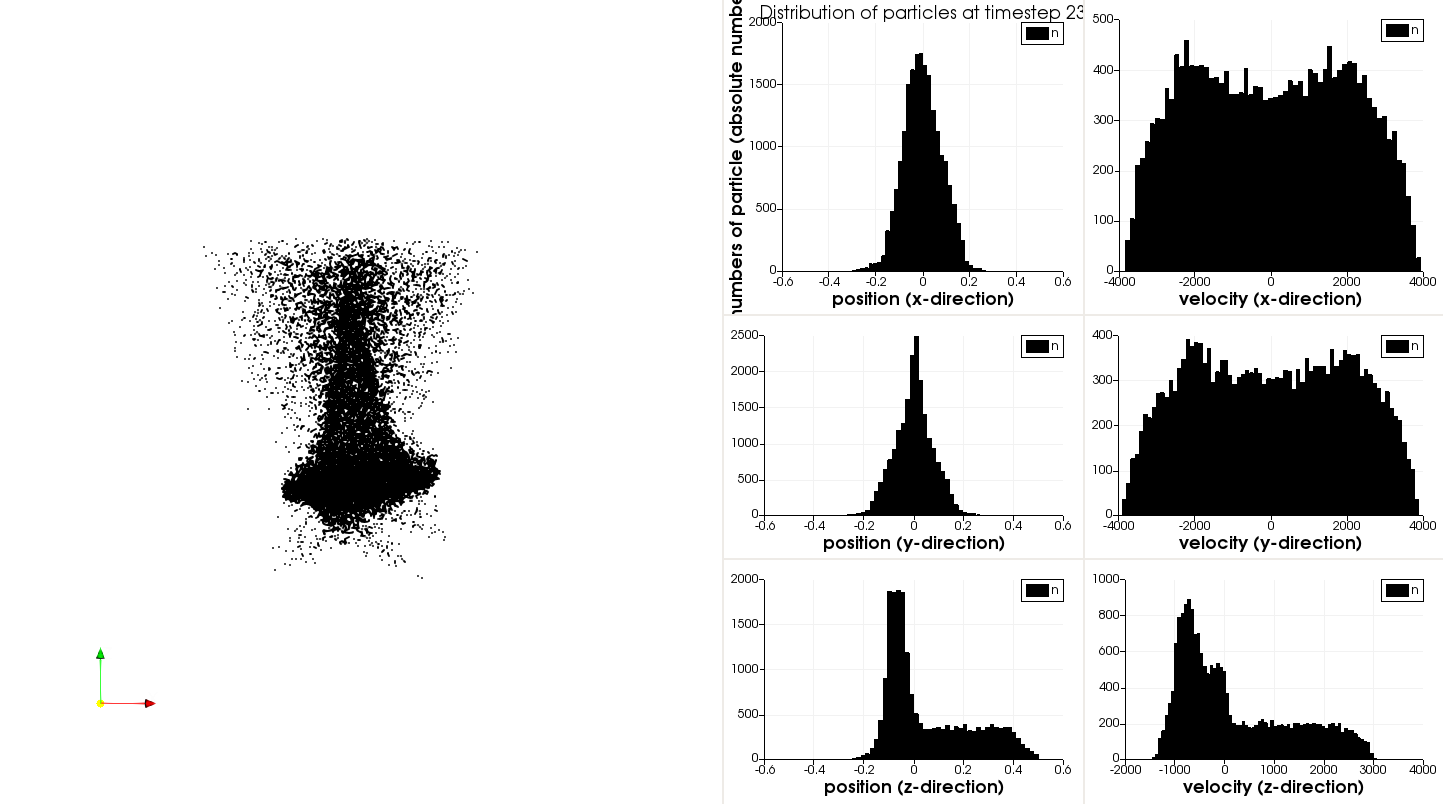 Distribution of particles at timestep 23
numbers of particle (absolute numbe
2000
1500
1000
500
0
-0.6 -0.4 -0.2 0 0.2 0.4 0.6
position (x-direction)
n
500
400
300
200
100
0
-4000 -2000 0 2000 4000
velocity (x-direction)
n
2500
2000
1500
1000
500
0
-0.6 -0.4 -0.2 0 0.2 0.4 0.6
position (y-direction)
n
400
300
200
100
0
-4000 -2000 0 2000 4000
velocity (y-direction)
n
2000
1500
1000
500
0
-0.6 -0.4 -0.2 0 0.2 0.4 0.6
position (z-direction)
n
1000
800
600
400
200
0
-2000 -1000 0 1000 2000 3000 4000
velocity (z-direction)
n